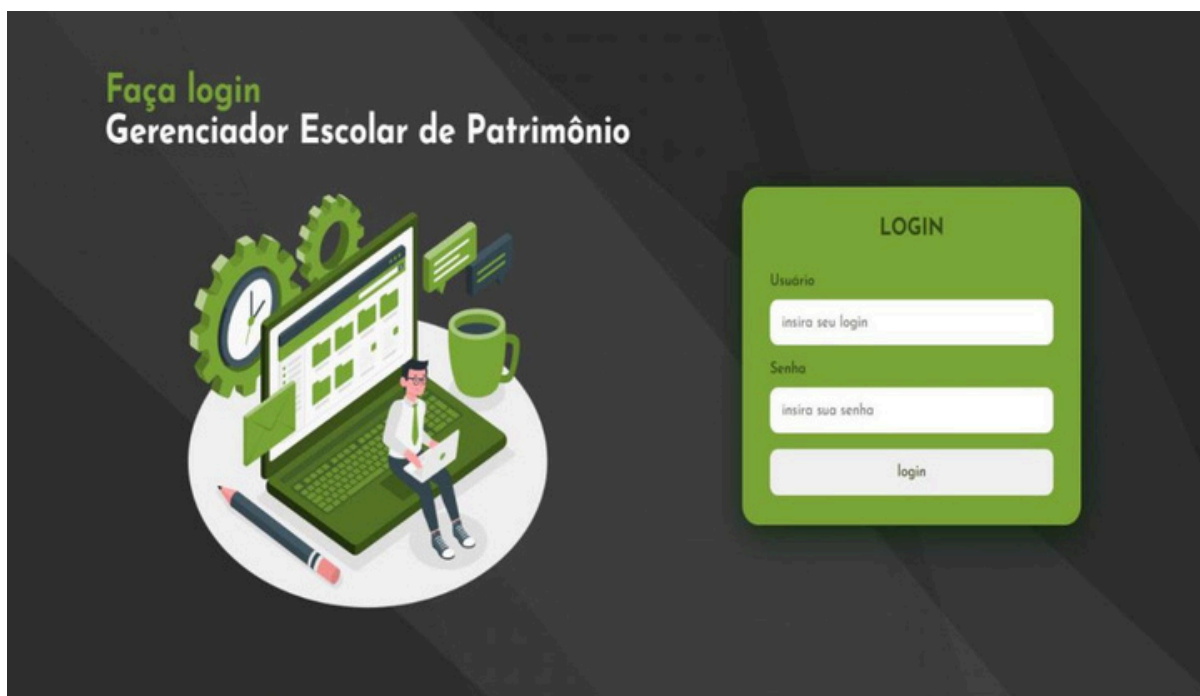 Faça login
Gerenciador Escolar de Patrimônio
LOGIN
Usuário
insira seu login
Senha
insira sua senha
login